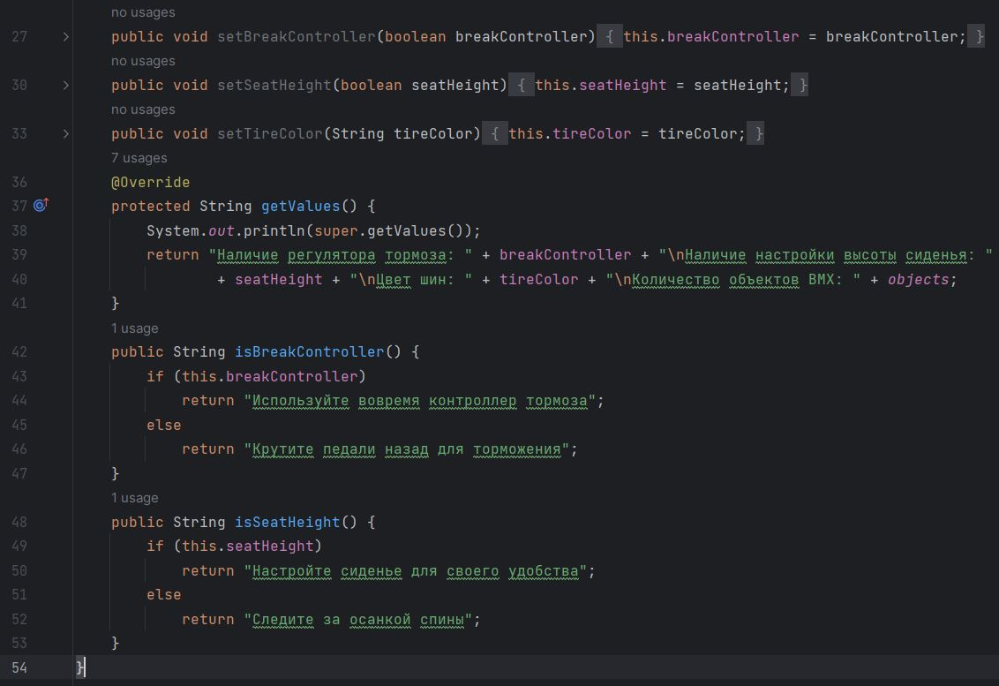 no usages
27 public void setBreakController(boolean breakController) { this.breakController = breakController; }
no usages
30 public void setSeatHeight(boolean seatHeight) { this.seatHeight = seatHeight; }
no usages
33 public void setTireColor(String tireColor) { this.tireColor = tireColor; }
7 usages
36 @Override
37 protected String getValues() {
38 System.out.println(super.getValues());
39 return "Наличие регулятора тормоза: " + breakController + "\nНаличие настройки высоты сиденья: "
40 + seatHeight + "\nЦвет шин: " + tireColor + "\nКоличество объектов BMX: " + objects;
41 }
1 usage
42 public String isBreakController() {
43 if (this.breakController)
44 return "Используйте вовремя контроллер тормоза";
45 else
46 return "Крутите педали назад для торможения";
47 }
1 usage
48 public String isSeatHeight() {
49 if (this.seatHeight)
50 return "Настройте сиденье для своего удобства";
51 else
52 return "Следите за осанкой спины";
53 }
54 }